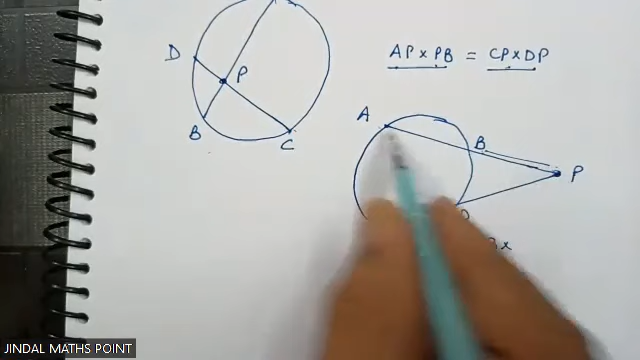 D
P
B
C
AP × PB = CP × DP
A
B
P
JINDAL MATHS POINT